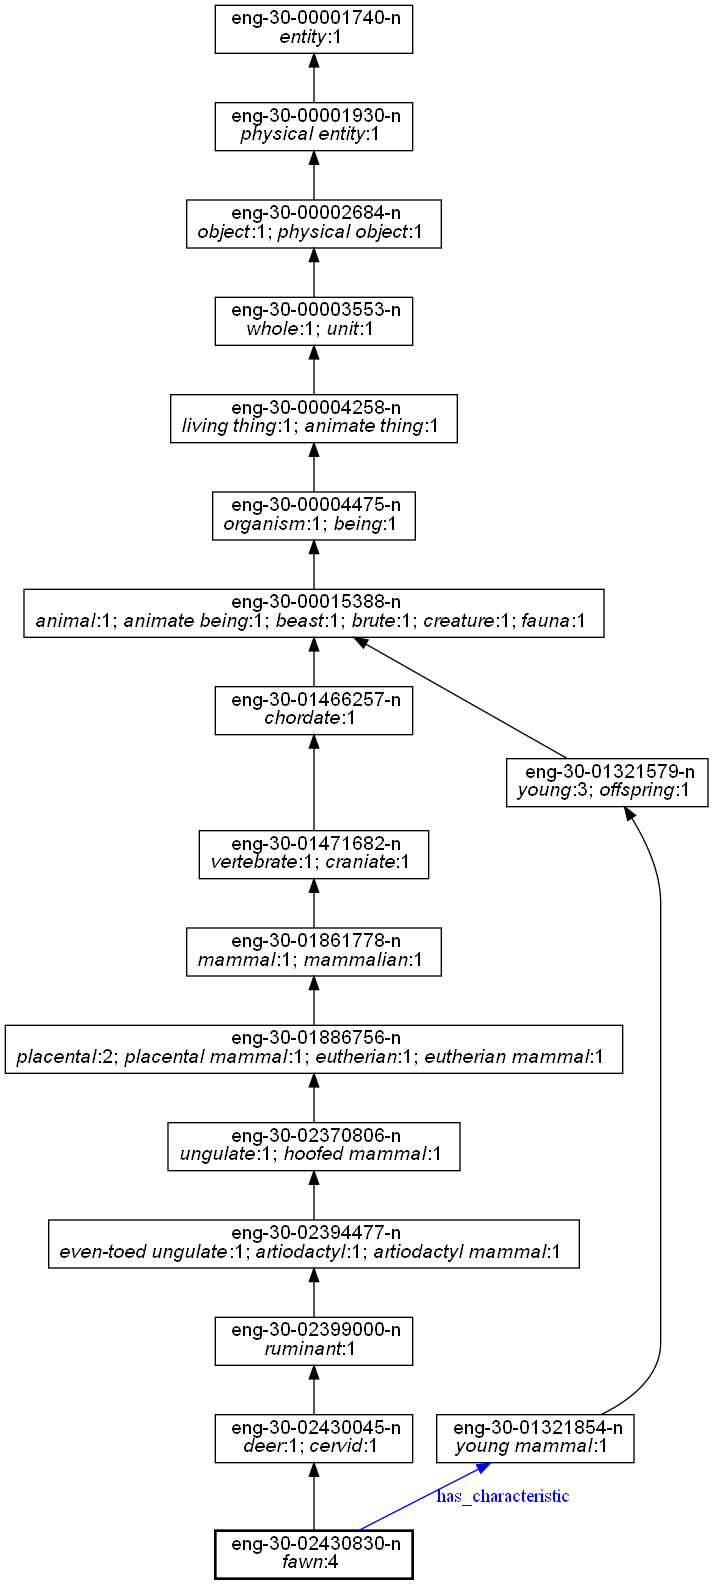 eng-30-00001740-n
entity:1
eng-30-00001930-n
physical entity:1
eng-30-00002684-n
object:1; physical object:1
eng-30-00003553-n
whole:1; unit:1
eng-30-00004258-n
living thing:1; animate thing:1
eng-30-00004475-n
organism:1; being:1
eng-30-00015388-n
animal:1; animate being:1; beast:1; brute:1; creature:1; fauna:1
eng-30-01466257-n
chordate:1
eng-30-01321579-n
young:3; offspring:1
eng-30-01471682-n
vertebrate:1; craniate:1
eng-30-01861778-n
mammal:1; mammalian:1
eng-30-01886756-n
placental:2; placental mammal:1; eutherian:1; eutherian mammal:1
eng-30-02370806-n
ungulate:1; hoofed mammal:1
eng-30-02394477-n
even-toed ungulate:1; artiodactyl:1; artiodactyl mammal:1
eng-30-02399000-n
ruminant:1
eng-30-02430045-n
deer:1; cervid:1
eng-30-01321854-n
young mammal:1
has_characteristic
eng-30-02430830-n
fawn:4